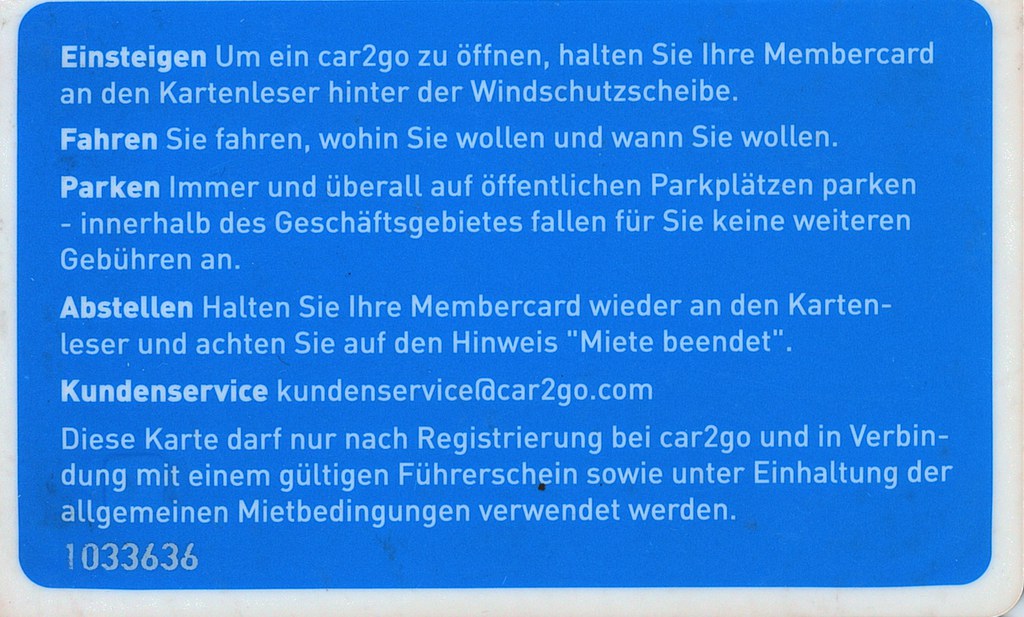 Einsteigen Um ein car2go zu öffnen, halten Sie Ihre Membercard
an den Kartenleser hinter der Windschutzscheibe.
Fahren Sie fahren, wohin Sie wollen und wann Sie wollen.
Parken Immer und überall auf öffentlichen Parkplätzen parken
- innerhalb des Geschäftsgebietes fallen für Sie keine weiteren
Gebühren an.
Abstellen Halten Sie Ihre Membercard wieder an den Karten-
leser und achten Sie auf den Hinweis "Miete beendet".
Kundenservice kundenservice@car2go.com
Diese Karte darf nur nach Registrierung bei car2go und in Verbin-
dung mit einem gültigen Führerschein sowie unter Einhaltung der
allgemeinen Mietbedingungen verwendet werden.
1033636